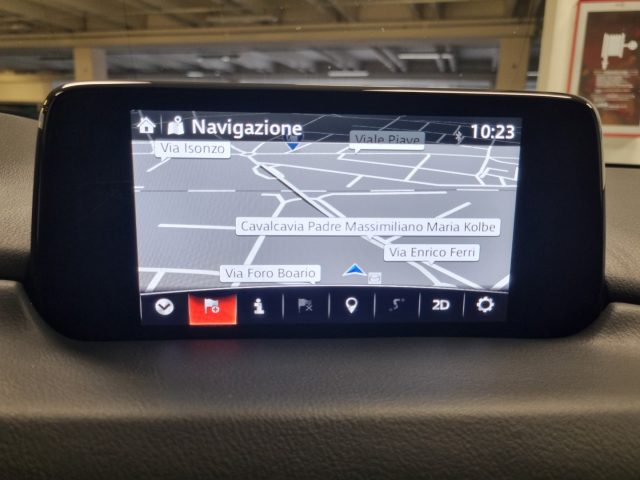 Navigazione
10:23
Viale Piave
Via Isonzo
Cavalcavia Padre Massimiliano Maria Kolbe
Via Enrico Ferri
Via Foro Boario
2D